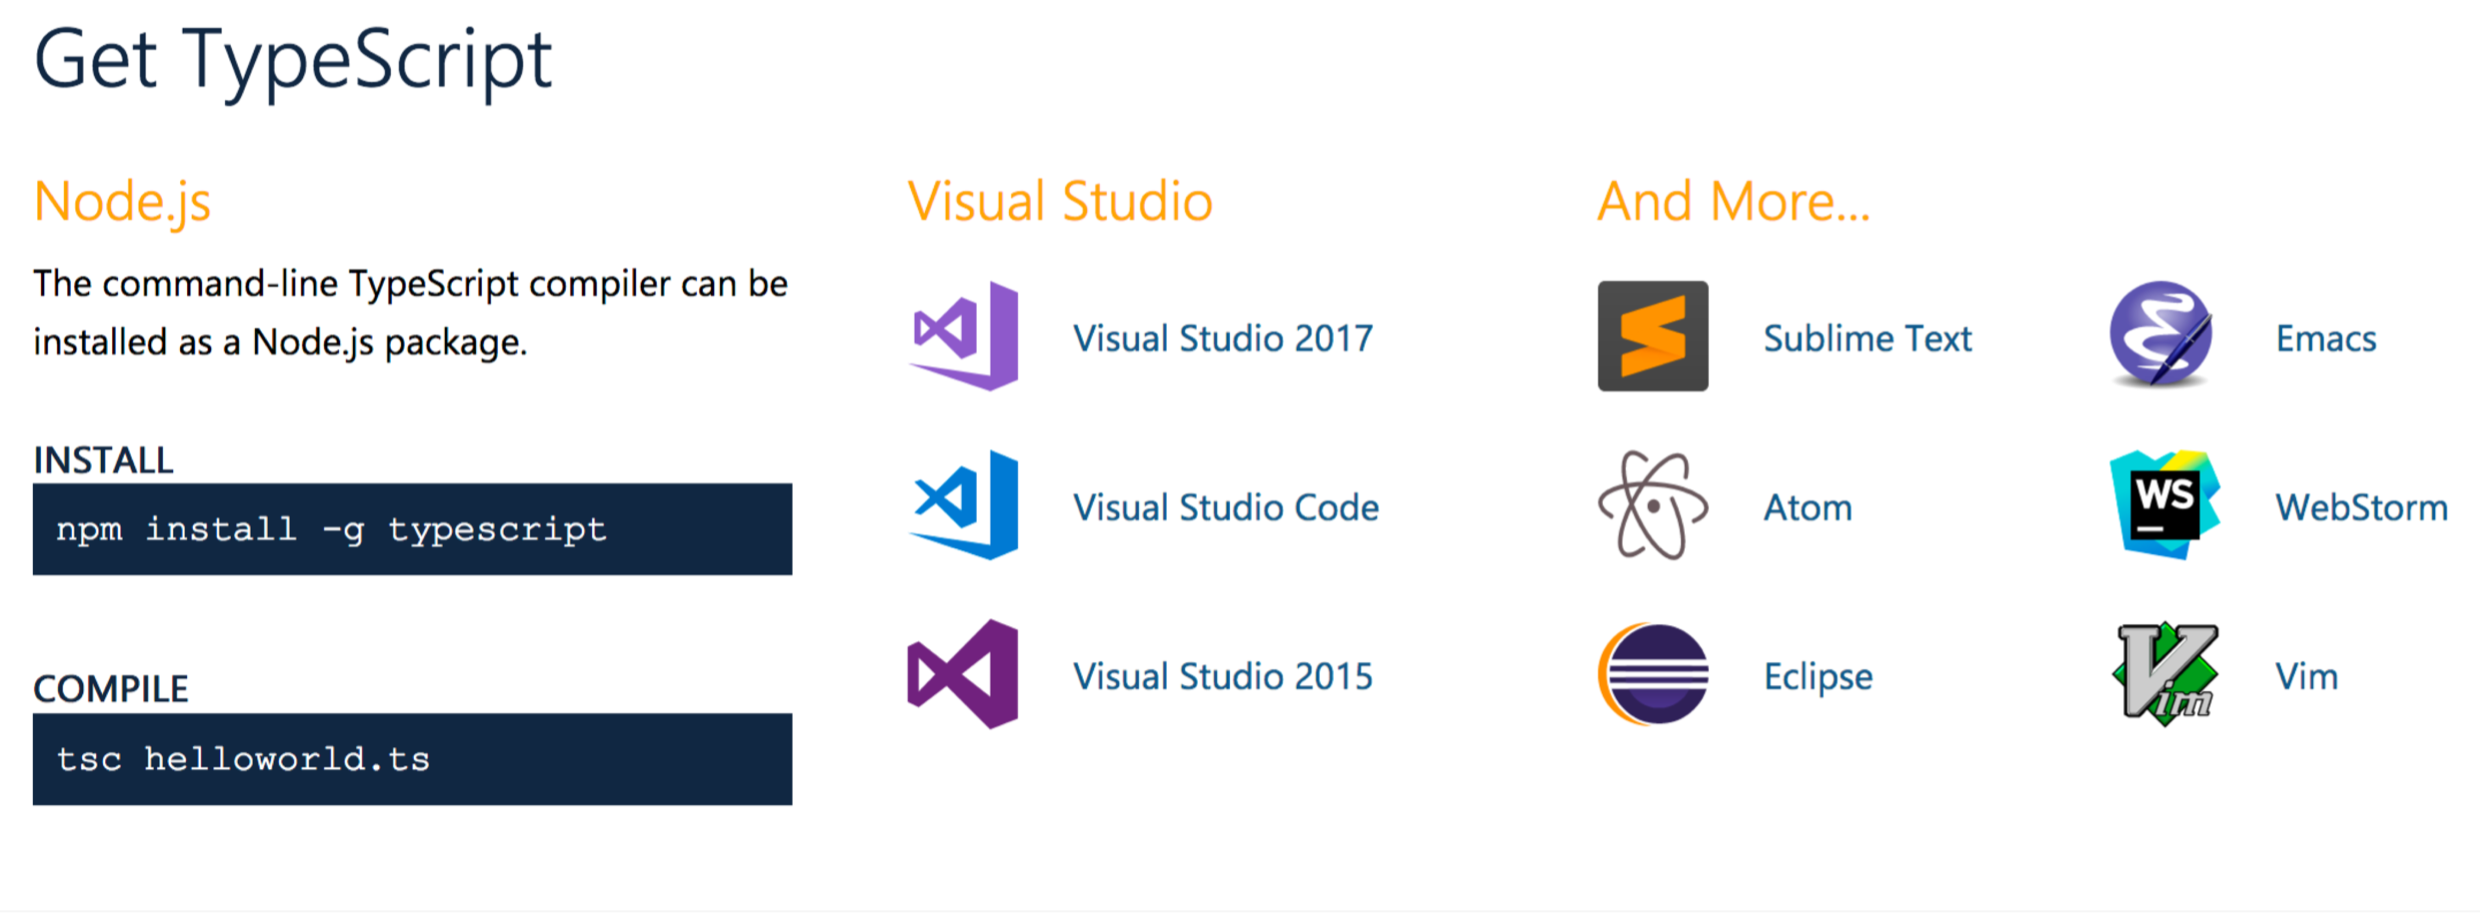 Get TypeScript
Node.js
The command-line TypeScript compiler can be
installed as a Node.js package.
INSTALL
npm install -g typescript
COMPILE
tsc helloworld.ts
Visual Studio
Visual Studio 2017
Visual Studio Code
Visual Studio 2015
And More...
Sublime Text
Emacs
Atom
WS
WebStorm
Eclipse
Vim
Vim